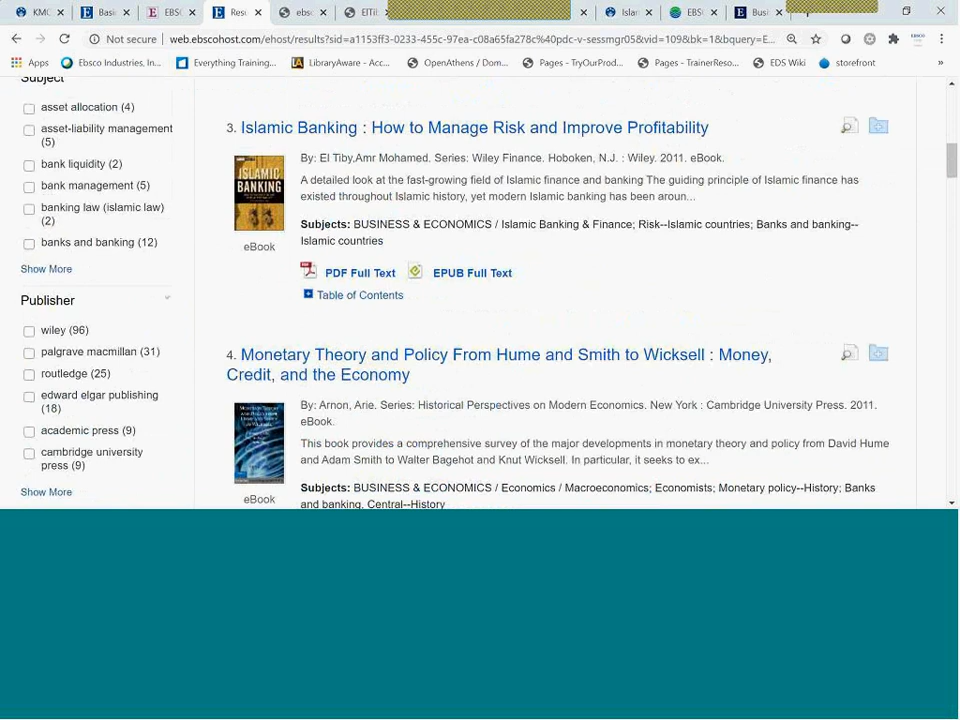 KMC
Basi
EBSC
Resu
ebsc
ElTib
Islan
EBSC
Busi
Not secure
web.ebscohost.com/ehost/results?sid=a1153ff3-0233-455c-97ea-c08a65fa278c%40pdc-v-sessmgr05&vid=109&bk=1&bquery=E...
Apps
Ebsco Industries, In...
Everything Training...
LibraryAware - Acc...
OpenAthens / Dom...
Pages - TryOurProd...
Pages - TrainerReso...
EDS Wiki
storefront
»
Subject
asset allocation (4)
asset-liability management
(5)
bank liquidity (2)
bank management (5)
banking law (islamic law)
(2)
banks and banking (12)
Show More
Publisher
wiley (96)
palgrave macmillan (31)
routledge (25)
edward elgar publishing
(18)
academic press (9)
cambridge university
press (9)
Show More
3. Islamic Banking : How to Manage Risk and Improve Profitability
ISLAMIC
BANKING
eBook
By: El Tiby,Amr Mohamed. Series: Wiley Finance. Hoboken, N.J. : Wiley. 2011. eBook.
A detailed look at the fast-growing field of Islamic finance and banking The guiding principle of Islamic finance has
existed throughout Islamic history, yet modern Islamic banking has been aroun...
Subjects: BUSINESS & ECONOMICS / Islamic Banking & Finance; Risk--Islamic countries; Banks and banking--
Islamic countries
PDF Full Text
EPUB Full Text
Table of Contents
4. Monetary Theory and Policy From Hume and Smith to Wicksell : Money,
Credit, and the Economy
eBook
By: Arnon, Arie. Series: Historical Perspectives on Modern Economics. New York : Cambridge University Press. 2011.
eBook.
This book provides a comprehensive survey of the major developments in monetary theory and policy from David Hume
and Adam Smith to Walter Bagehot and Knut Wicksell. In particular, it seeks to ex...
Subjects: BUSINESS & ECONOMICS / Economics / Macroeconomics; Economists; Monetary policy--History; Banks
and banking, Central--History